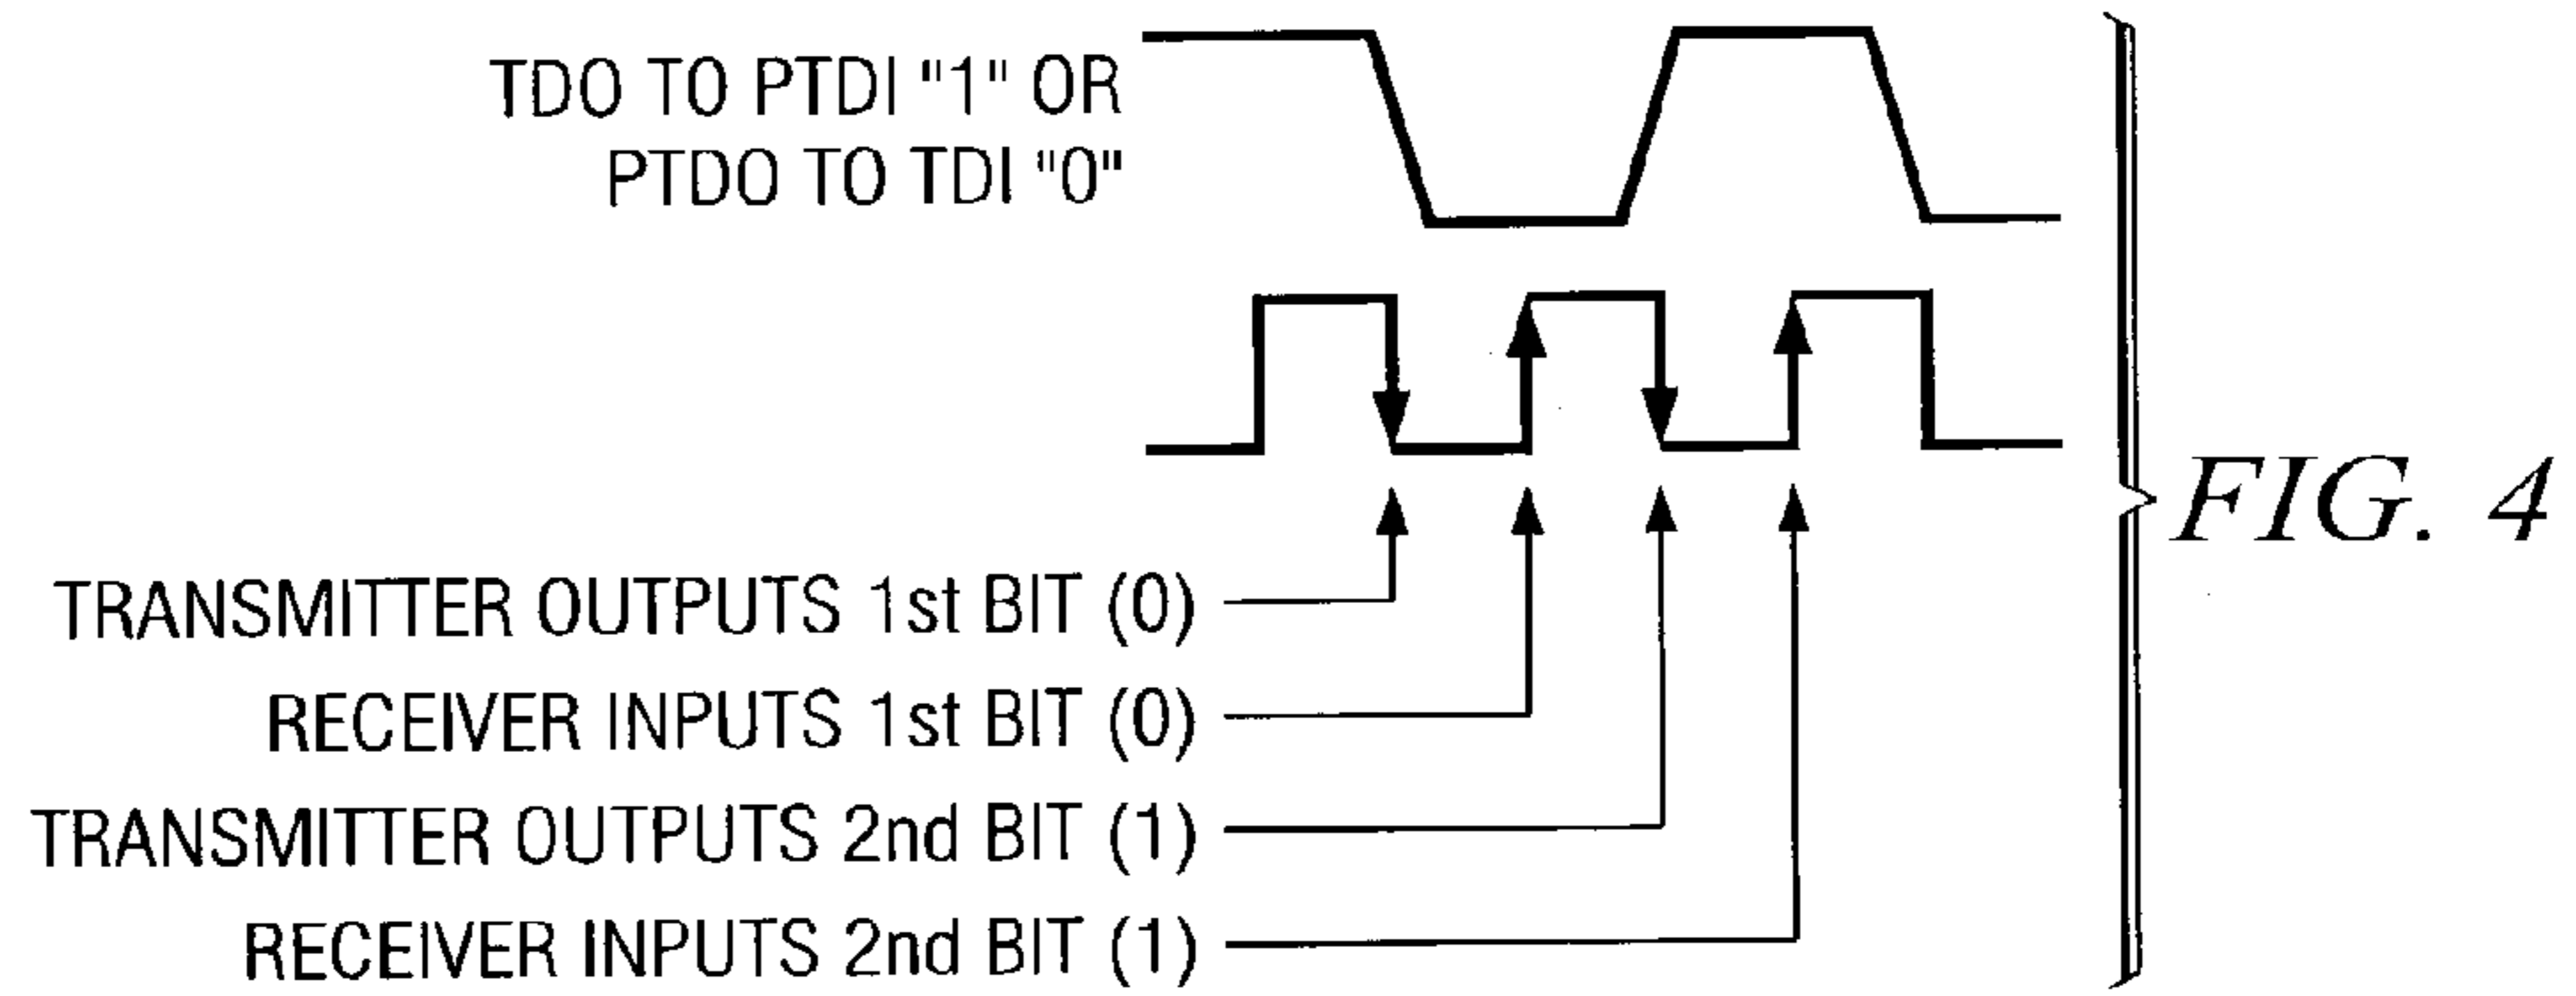 TDO TO PTDI "1" OR
PTDO TO TDI "0"
TRANSMITTER OUTPUTS 1st BIT (0)
RECEIVER INPUTS 1st BIT (0)
TRANSMITTER OUTPUTS 2nd BIT (1)
RECEIVER INPUTS 2nd BIT (1)
FIG. 4